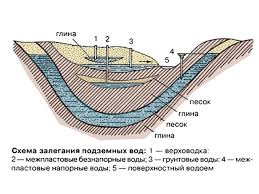 глина
1
2
1
3
5
4
глина
песок
песок
глина
глина
Схема залегания подземных вод: 1 — верховодка;
2 — межпластовые безнапорные воды; 3 — грунтовые воды; 4 — меж-
пластовые напорные воды; 5 — поверхностный водоем